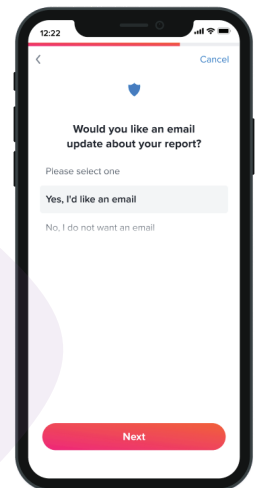 12:22
Cancel
Would you like an email
update about your report?
Please select one
Yes, I'd like an email
No, I do not want an email
Next